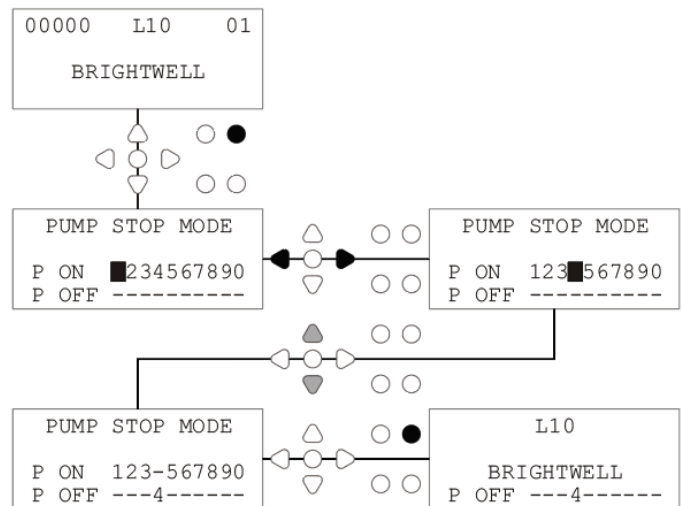 00000 L10 01
BRIGHTWELL
PUMP STOP MODE
P ON █234567890
P OFF ----------
PUMP STOP MODE
P ON 123█567890
P OFF ----------
PUMP STOP MODE
P ON 123-567890
P OFF ---4------
L10
BRIGHTWELL
P OFF ---4------